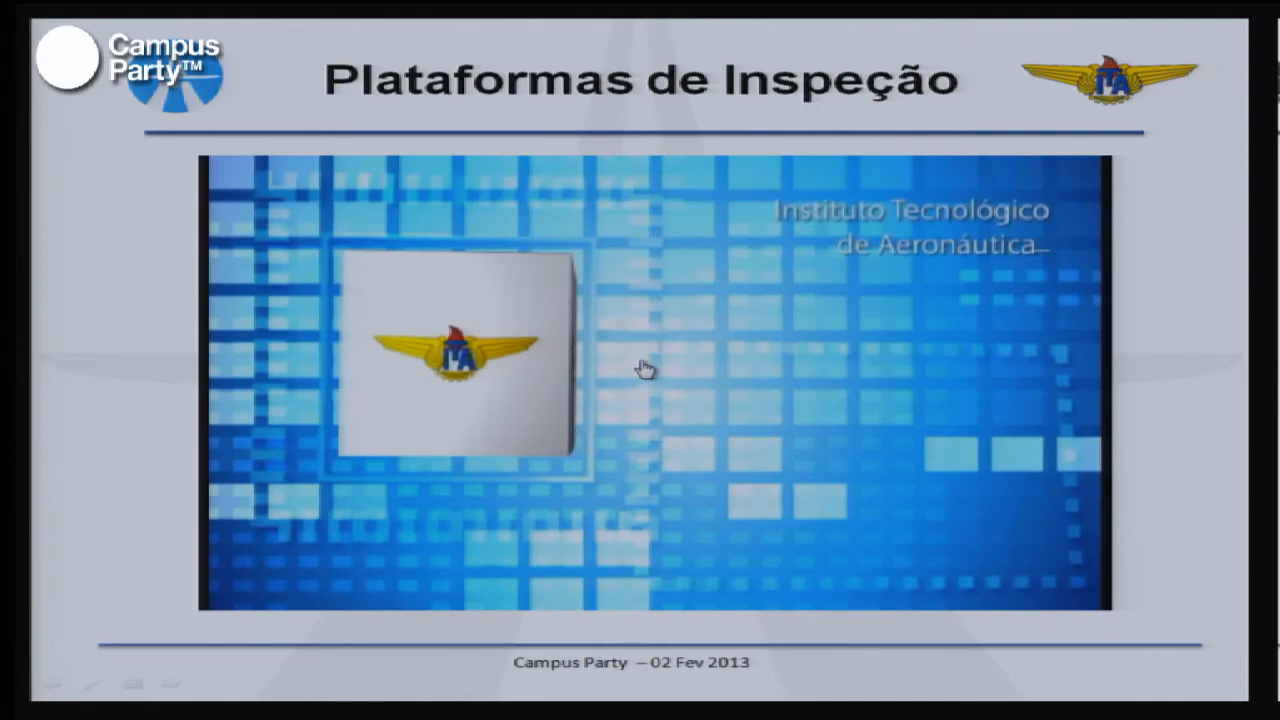 Campus
Party™
Plataformas de Inspeção
ITA
Instituto Tecnológico
de Aeronáutica
ITA
Campus Party – 02 Fev 2013